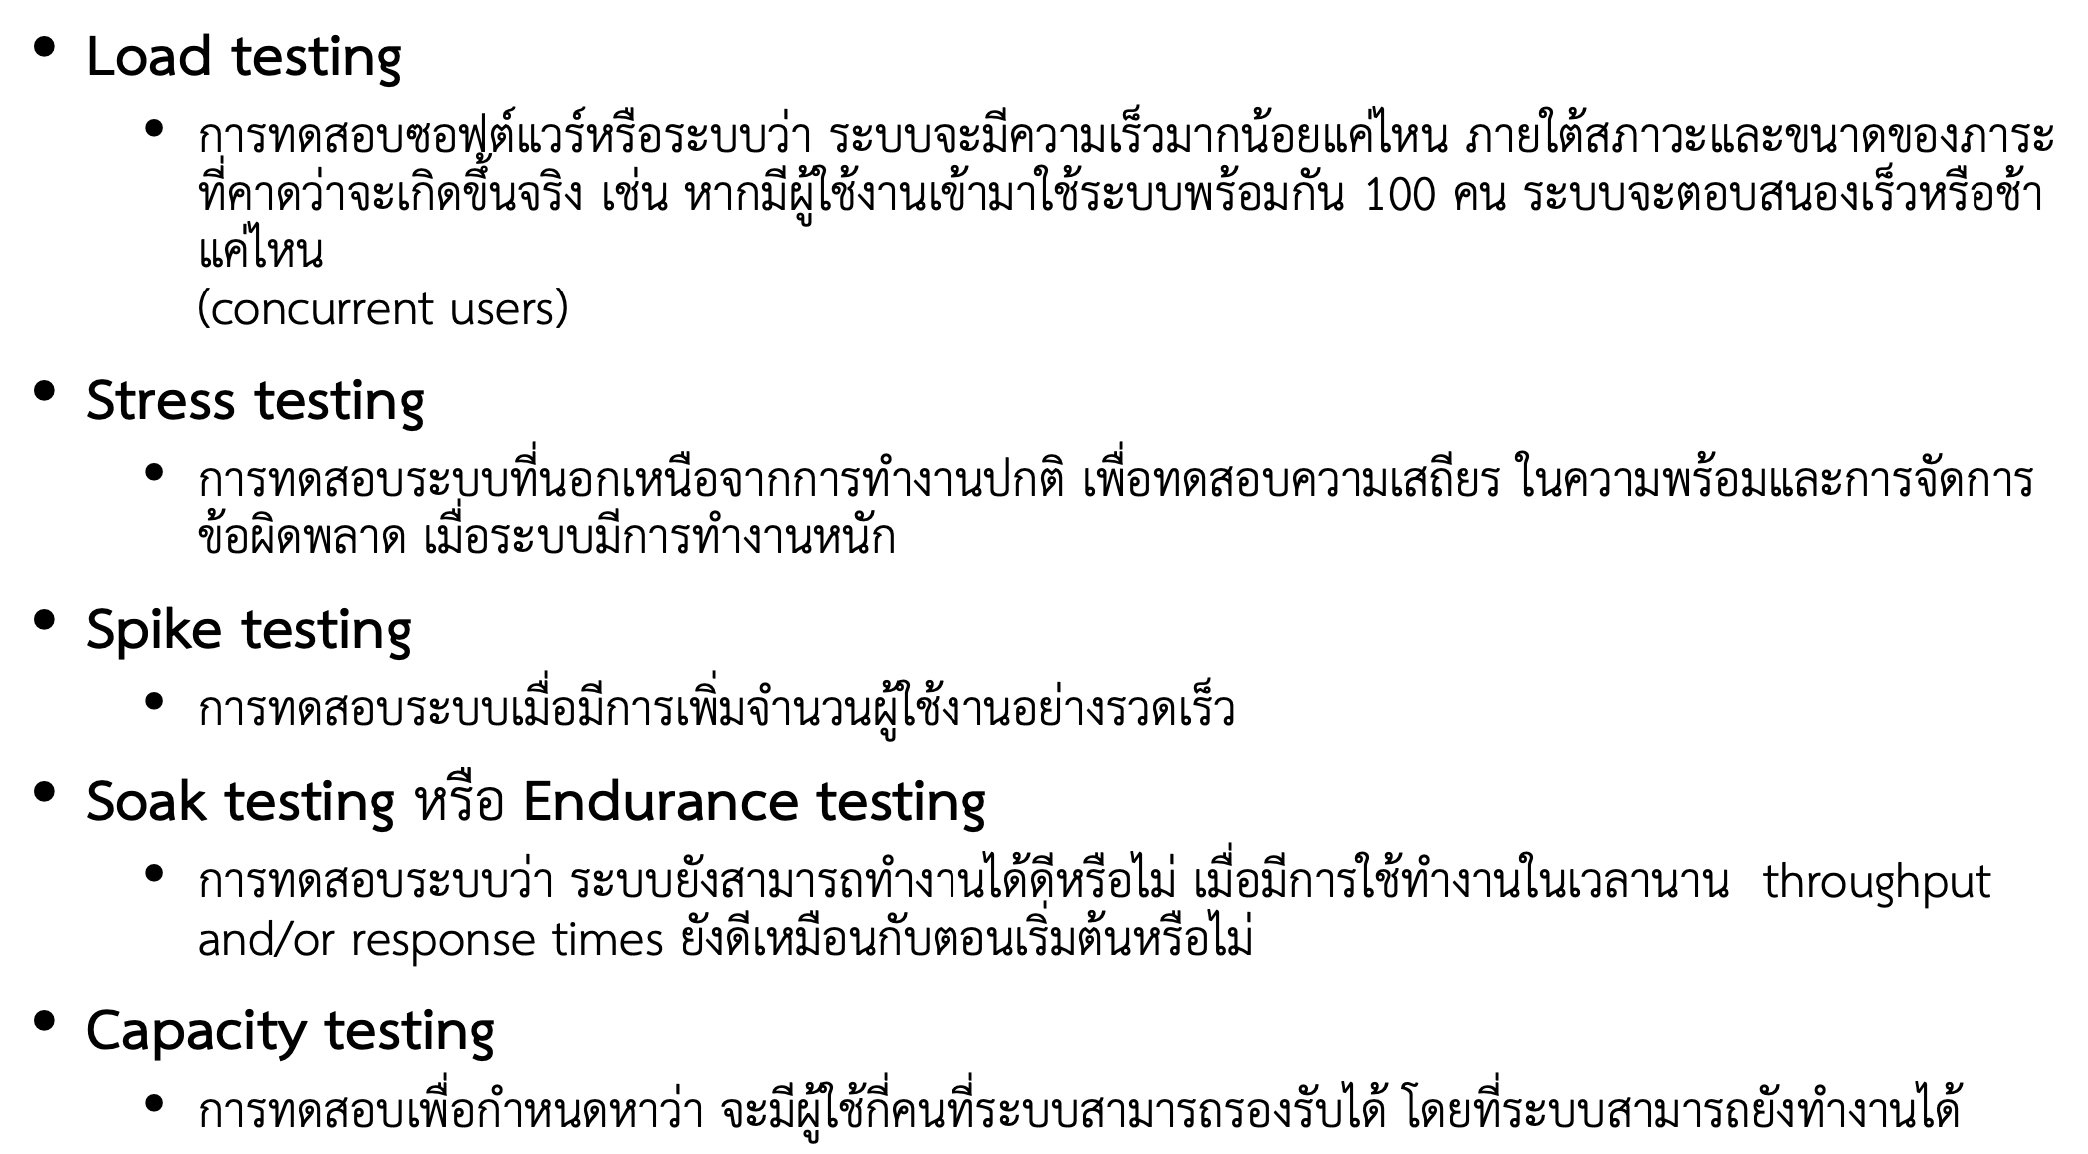 • Load testing
• การทดสอบซอฟต์แวร์หรือระบบว่า ระบบจะมีความเร็วมากน้อยแค่ไหน ภายใต้สภาวะและขนาดของภาระ
ที่คาดว่าจะเกิดขึ้นจริง เช่น หากมีผู้ใช้งานเข้ามาใช้ระบบพร้อมกัน 100 คน ระบบจะตอบสนองเร็วหรือช้า
แค่ไหน
(concurrent users)
• Stress testing
• การทดสอบระบบที่นอกเหนือจากการทำงานปกติ เพื่อทดสอบความเสถียร ในความพร้อมและการจัดการ
ข้อผิดพลาด เมื่อระบบมีการทำงานหนัก
• Spike testing
• การทดสอบระบบเมื่อมีการเพิ่มจำนวนผู้ใช้งานอย่างรวดเร็ว
• Soak testing หรือ Endurance testing
• การทดสอบระบบว่า ระบบยังสามารถทำงานได้ดีหรือไม่ เมื่อมีการใช้ทำงานในเวลานาน throughput
and/or response times ยังดีเหมือนกับตอนเริ่มต้นหรือไม่
• Capacity testing
• การทดสอบเพื่อกำหนดหาว่า จะมีผู้ใช้กี่คนที่ระบบสามารถรองรับได้ โดยที่ระบบสามารถยังทำงานได้